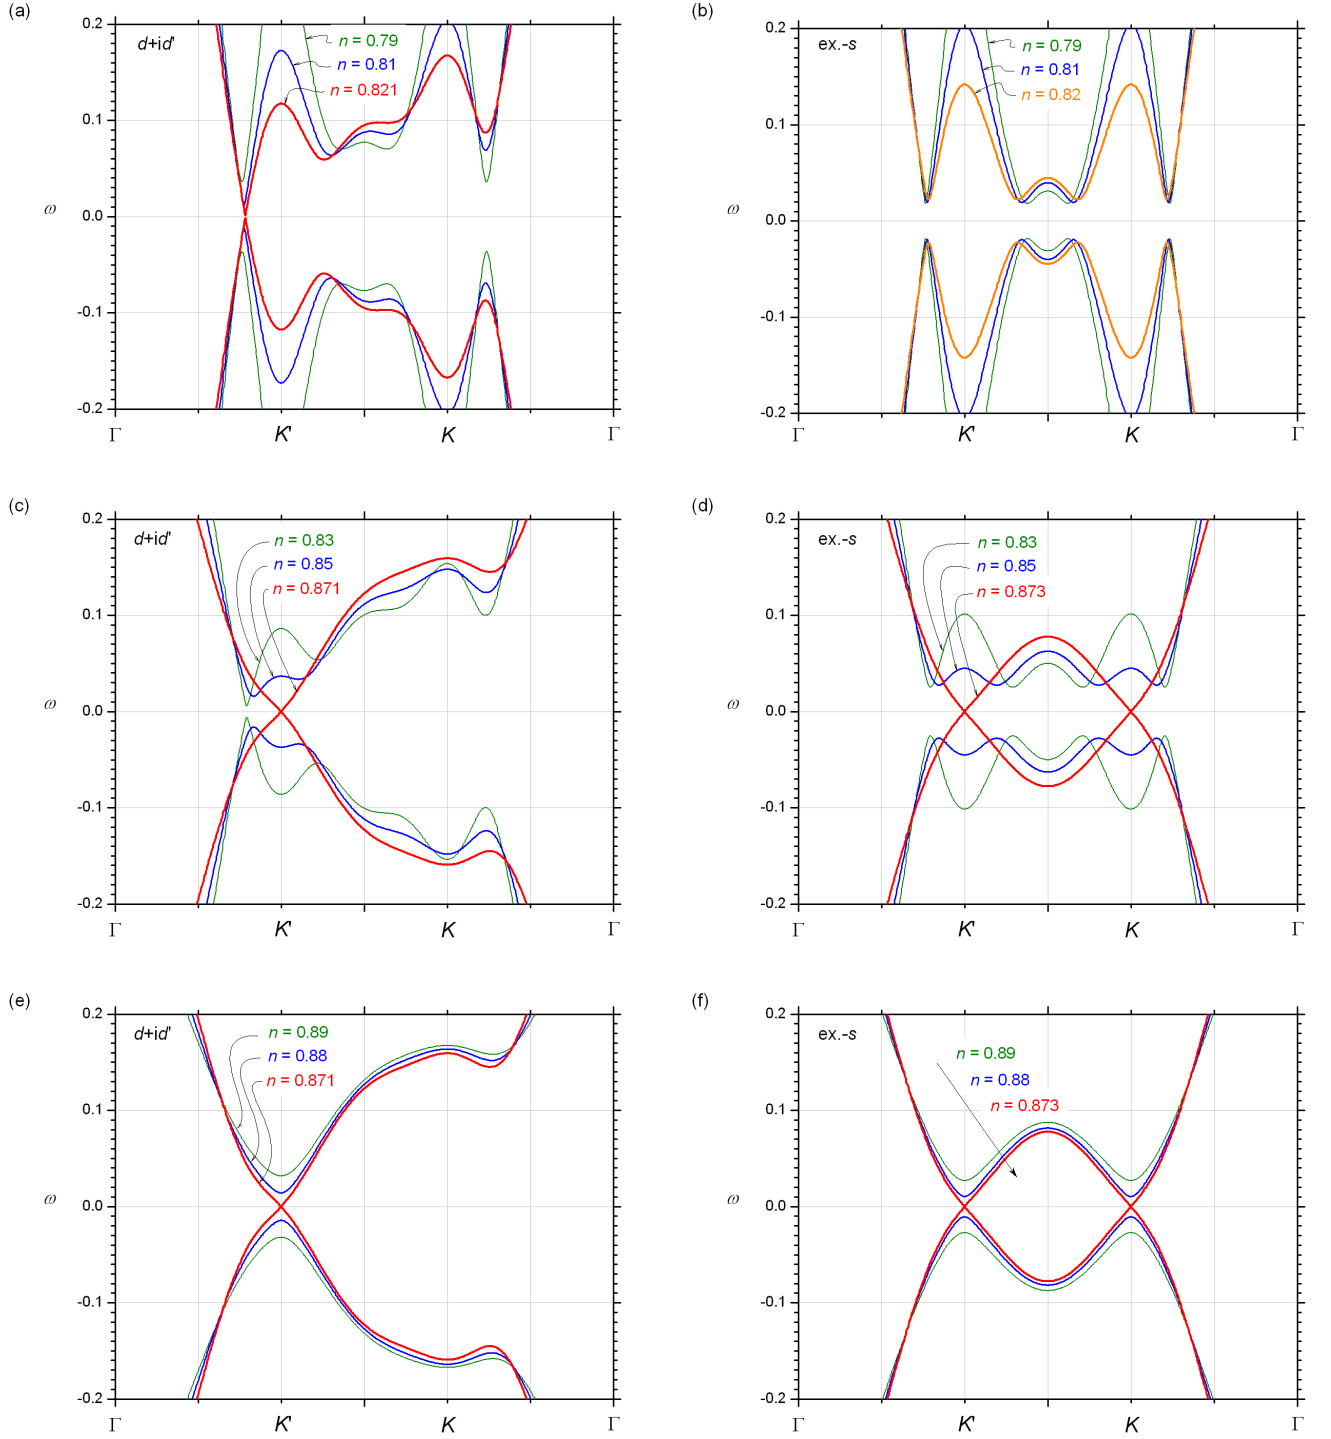 (a)
d+id'
n = 0.79
n = 0.81
n = 0.821
0.2
0.1
0.0
-0.1
-0.2
ω
Γ K' K Γ
(b)
ex.-s
n = 0.79
n = 0.81
n = 0.82
0.2
0.1
0.0
-0.1
-0.2
ω
Γ K' K Γ
(c)
d+id'
n = 0.83
n = 0.85
n = 0.871
0.2
0.1
0.0
-0.1
-0.2
ω
Γ K' K Γ
(d)
ex.-s
n = 0.83
n = 0.85
n = 0.873
0.2
0.1
0.0
-0.1
-0.2
ω
Γ K' K Γ
(e)
d+id'
n = 0.89
n = 0.88
n = 0.871
0.2
0.1
0.0
-0.1
-0.2
ω
Γ K' K Γ
(f)
ex.-s
n = 0.89
n = 0.88
n = 0.873
0.2
0.1
0.0
-0.1
-0.2
ω
Γ K' K Γ